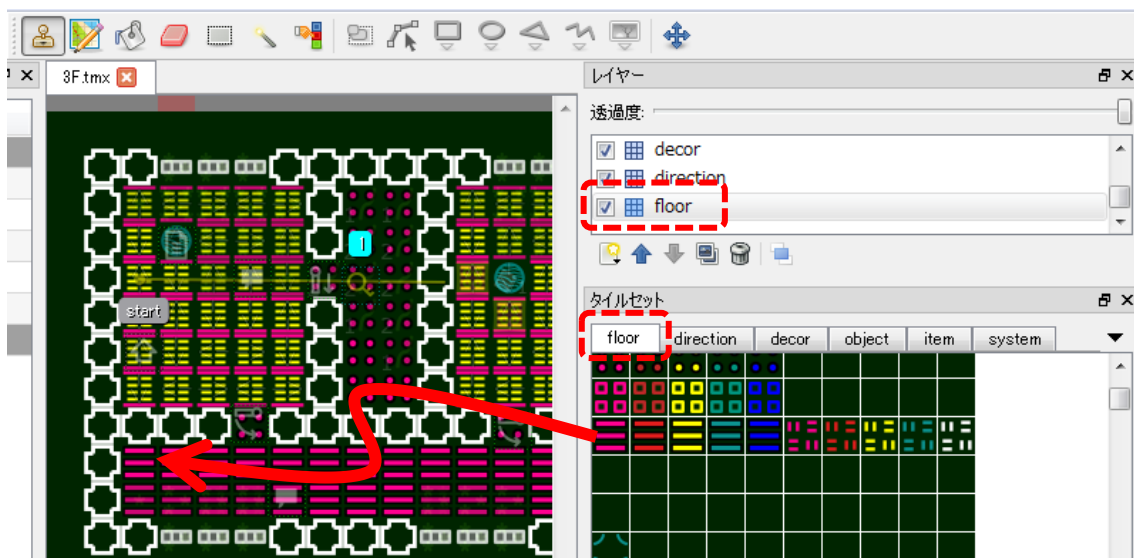 3F.tmx
レイヤー
透過度:
decor
direction
floor
1
start
タイルセット
floor
direction
decor
object
item
system